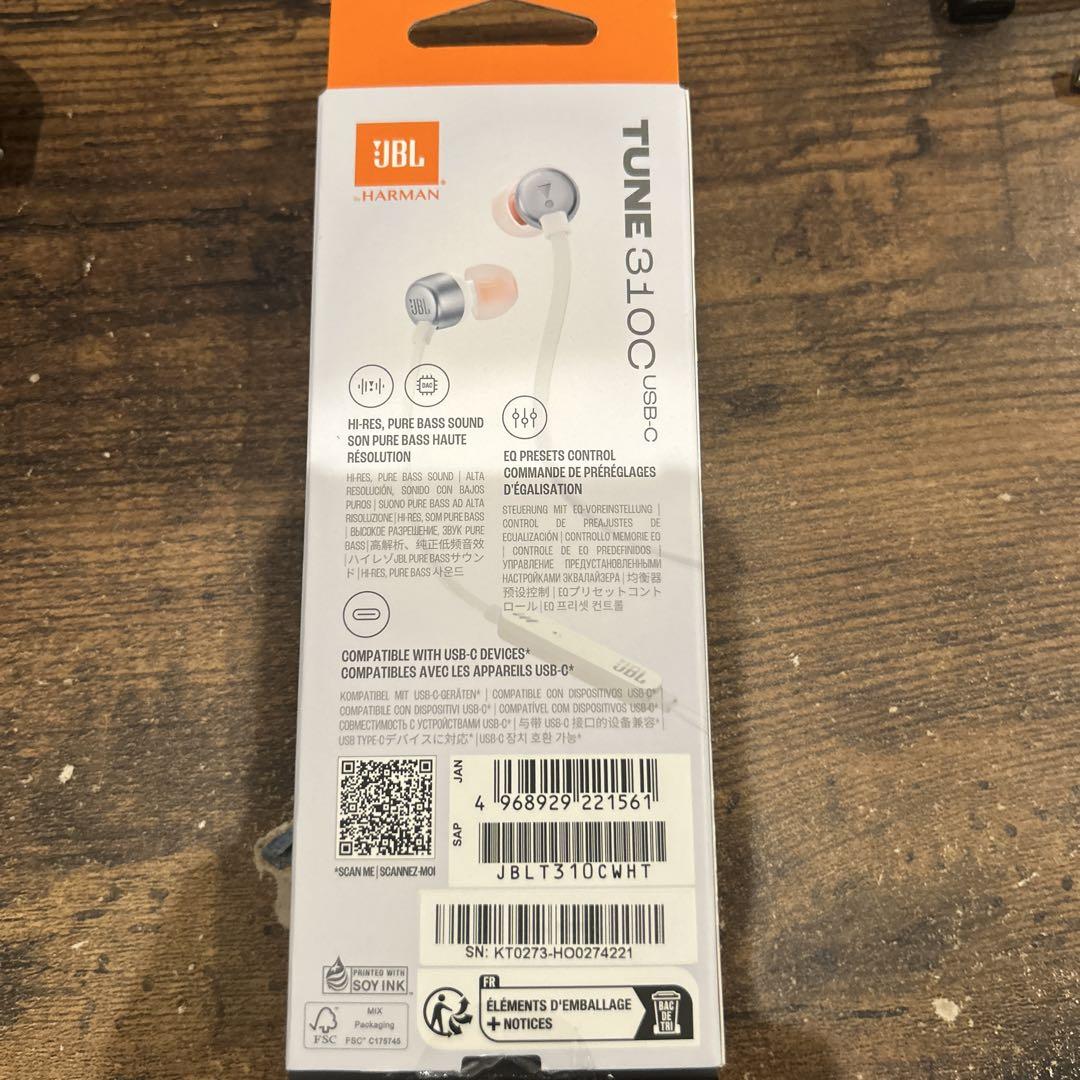 JBL
by HARMAN
TUNE 310C USB-C
JBL
DAC
HI-RES, PURE BASS SOUND
SON PURE BASS HAUTE
RÉSOLUTION
HI-RES, PURE BASS SOUND | ALTA
RESOLUCIÓN, SONIDO CON BAJOS
PUROS | SUONO PURE BASS AD ALTA
RISOLUZIONE | HI-RES, SOM PURE BASS
| ВЫСОКОЕ РАЗРЕШЕНИЕ, ЗВУК PURE
BASS | 高解析、纯正低频音效
| ハイレゾJBL PURE BASSサウン
ド | HI-RES, PURE BASS 사운드
EQ PRESETS CONTROL
COMMANDE DE PRÉRÉGLAGES
D'ÉGALISATION
STEUERUNG MIT EQ-VOREINSTELLUNG |
CONTROL DE PREAJUSTES DE
ECUALIZACIÓN | CONTROLLO MEMORIE EQ
| CONTROLE DE EQ PREDEFINIDOS |
УПРАВЛЕНИЕ ПРЕДУСТАНОВЛЕННЫМИ
НАСТРОЙКАМИ ЭКВАЛАЙЗЕРА | 均衡器
预设控制 | EQプリセットコント
ロール | EQ 프리셋 컨트롤
JBL
COMPATIBLE WITH USB-C DEVICES*
COMPATIBLES AVEC LES APPAREILS USB-C*
KOMPATIBEL MIT USB-C-GERÄTEN* | COMPATIBLE CON DISPOSITIVOS USB-C* |
COMPATIBILE CON DISPOSITIVI USB-C* | COMPATÍVEL COM DISPOSITIVOS USB-C* |
СОВМЕСТИМОСТЬ С УСТРОЙСТВАМИ USB-C* | 与带 USB-C 接口的设备兼容* |
USB TYPE-Cデバイスに対応* | USB-C 장치 호환 가능*
*SCAN ME | SCANNEZ-MOI
JAN
4 968929 221561
SAP
JBLT310CWHT
SN: KT0273-HO0274221
PRINTED WITH
SOY INK
FSC
MIX
Packaging
FSC® C175745
FR
ÉLÉMENTS D'EMBALLAGE
+ NOTICES
BAC
DE
TRI